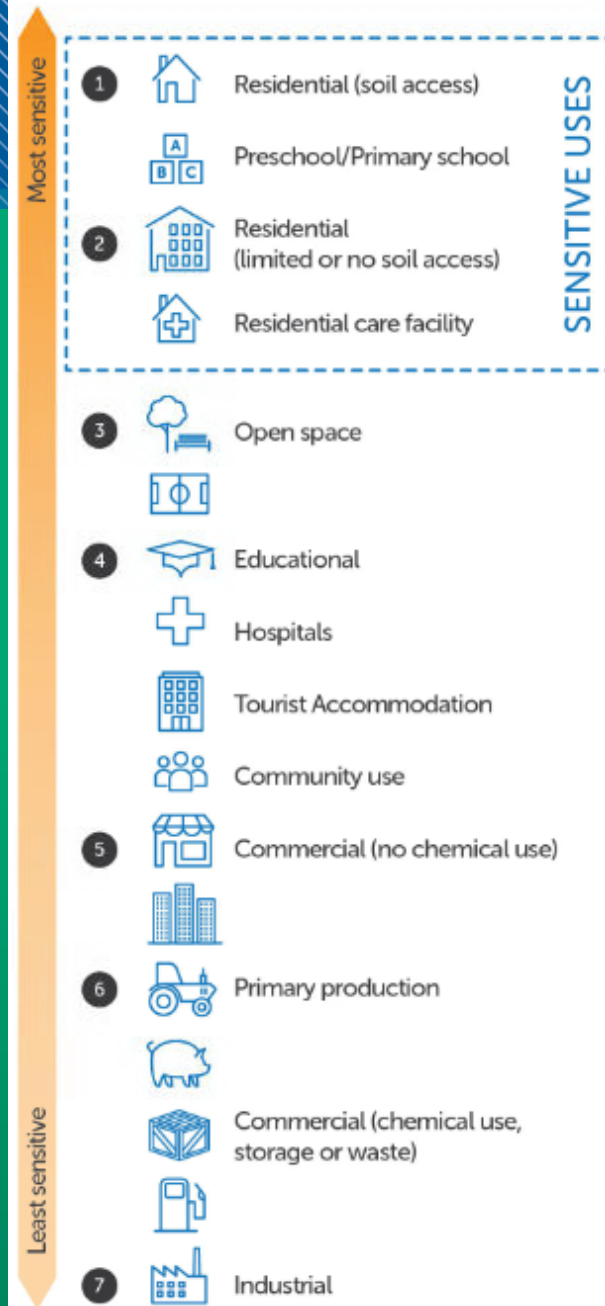 Most sensitive
Least sensitive
SENSITIVE USES
1
Residential (soil access)
A
B C
Preschool/Primary school
2
Residential
(limited or no soil access)
Residential care facility
3
Open space
4
Educational
Hospitals
Tourist Accommodation
Community use
5
Commercial (no chemical use)
6
Primary production
Commercial (chemical use,
storage or waste)
7
Industrial